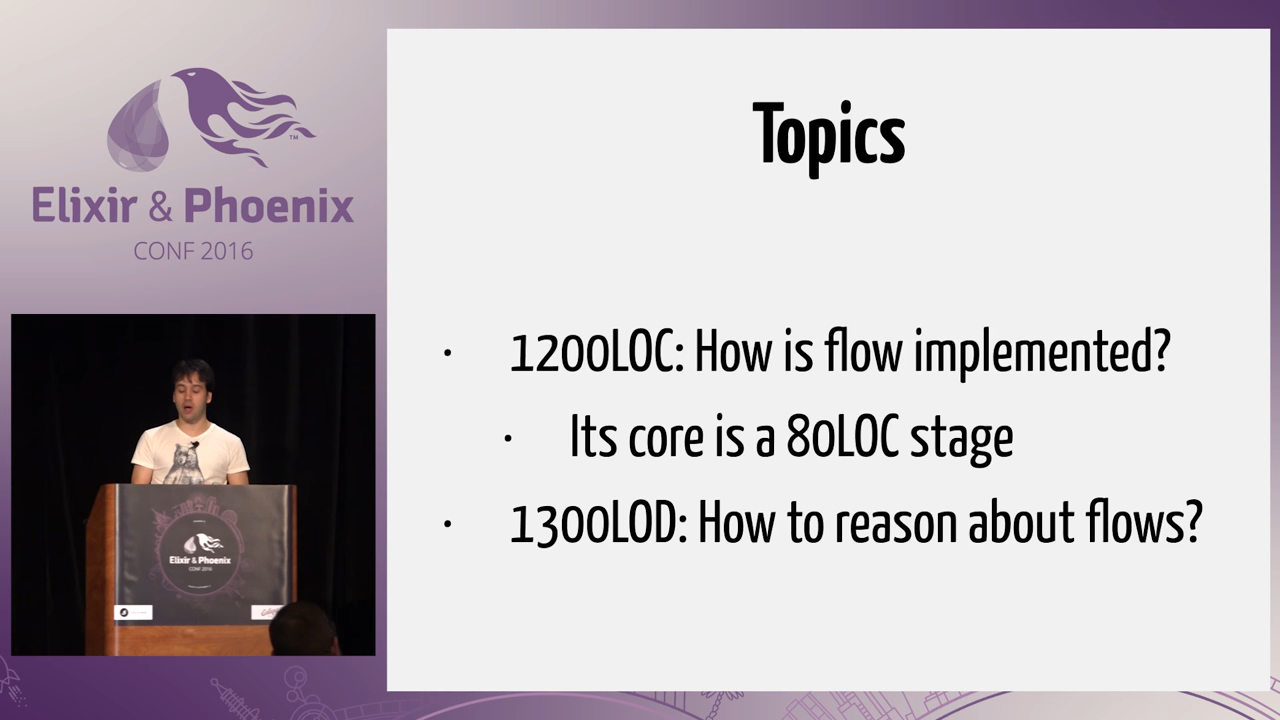 TM
Elixir & Phoenix
CONF 2016
Topics
· 1200LOC: How is flow implemented?
· Its core is a 80LOC stage
· 1300LOD: How to reason about flows?
Elixir & Phoenix
CONF 2016